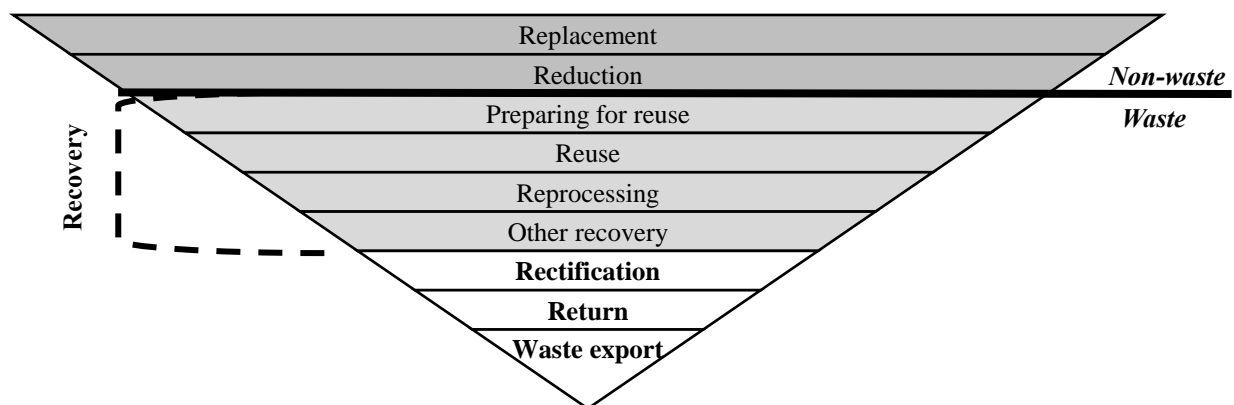 Replacement
Reduction
Non-waste
Preparing for reuse
Waste
Reuse
Recovery
Reprocessing
Other recovery
Rectification
Return
Waste export